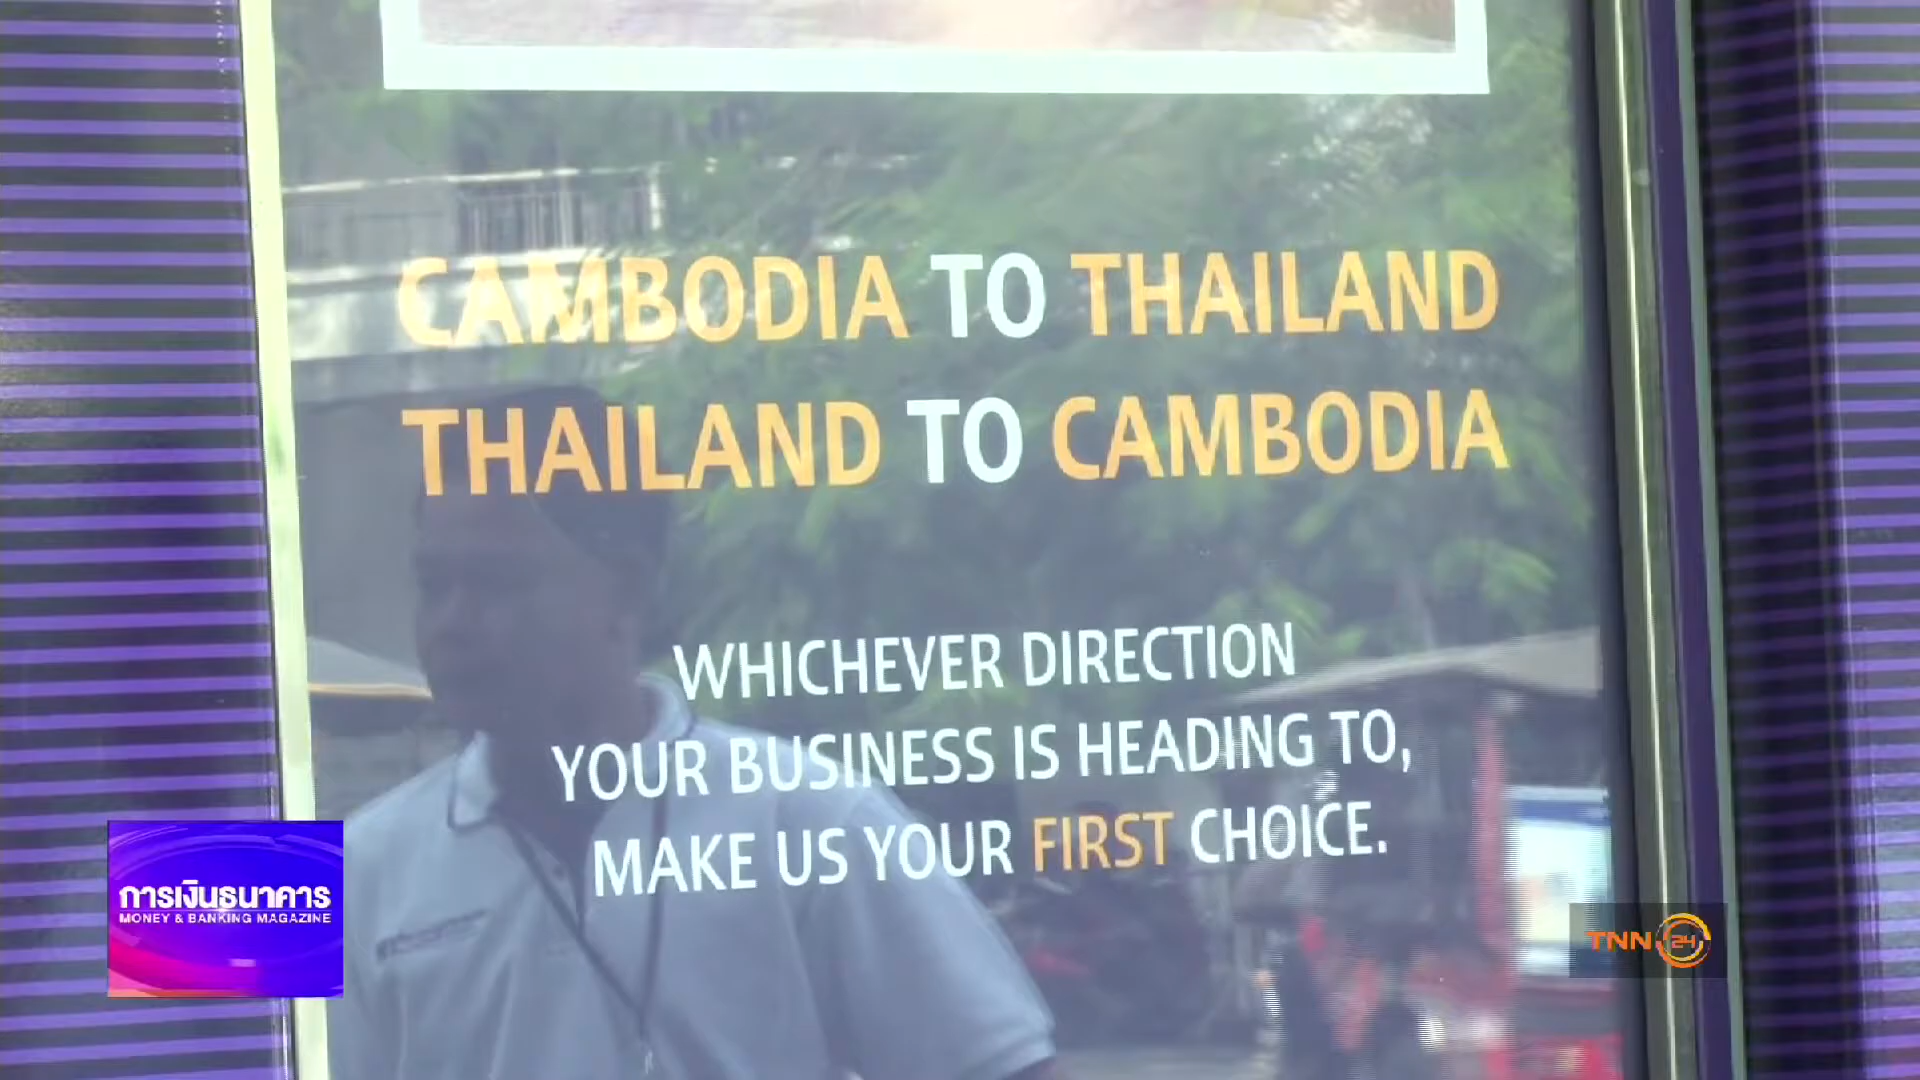 CAMBODIA TO THAILAND
THAILAND TO CAMBODIA
WHICHEVER DIRECTION
YOUR BUSINESS IS HEADING TO,
MAKE US YOUR FIRST CHOICE.
การเงินธนาคาร
MONEY & BANKING MAGAZINE
TNN 24